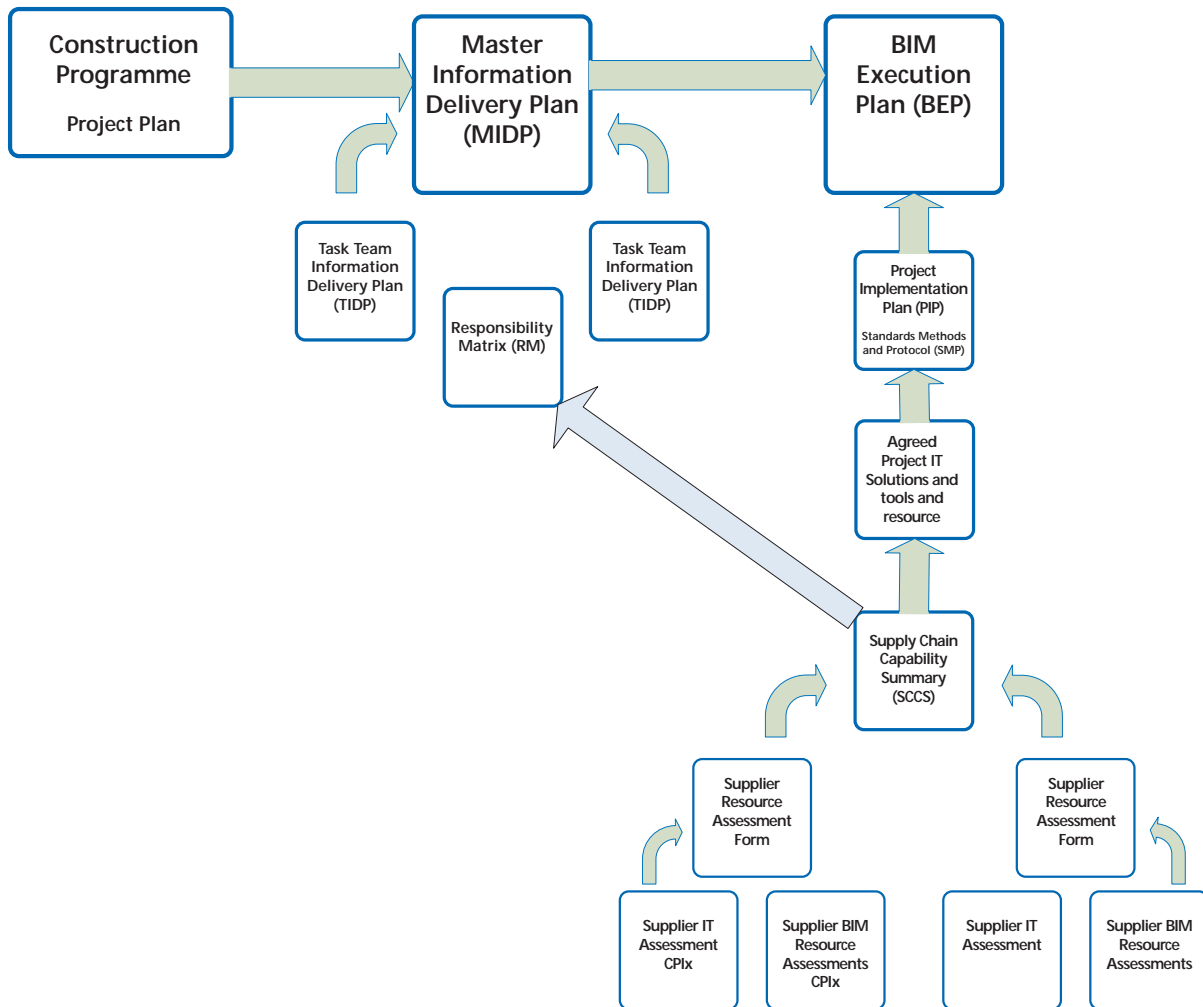 Construction
Programme
Project Plan
Master
Information
Delivery Plan
(MIDP)
BIM
Execution
Plan (BEP)
Task Team
Information
Delivery Plan
(TIDP)
Responsibility
Matrix (RM)
Task Team
Information
Delivery Plan
(TIDP)
Project
Implementation
Plan (PIP)
Standards Methods
and Protocol (SMP)
Agreed
Project IT
Solutions and
tools and
resource
Supply Chain
Capability
Summary
(SCCS)
Supplier
Resource
Assessment
Form
Supplier
Resource
Assessment
Form
Supplier IT
Assessment
CPIx
Supplier BIM
Resource
Assessments
CPIx
Supplier IT
Assessment
Supplier BIM
Resource
Assessments